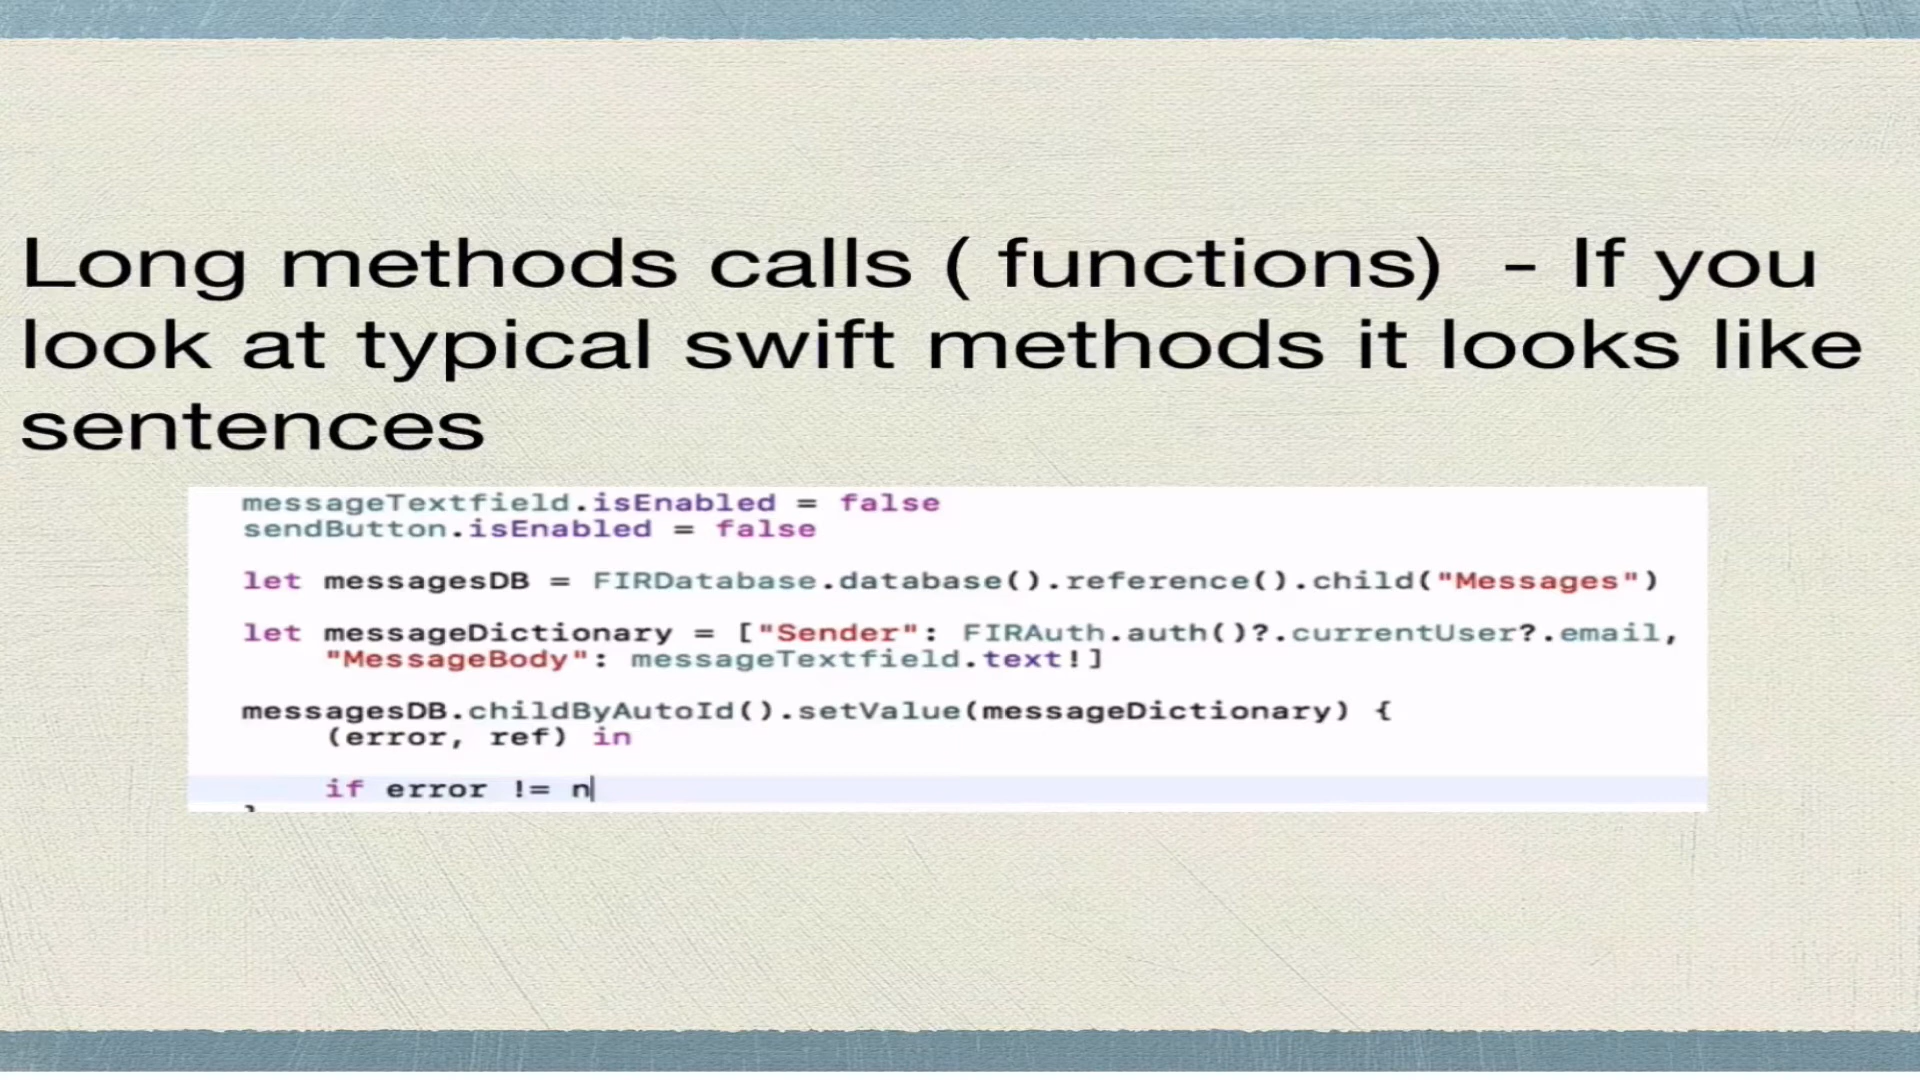 Long methods calls ( functions)  - If you
look at typical swift methods it looks like
sentences
messageTextfield.isEnabled = false
sendButton.isEnabled = false
let messagesDB = FIRDatabase.database().reference().child("Messages")
let messageDictionary = ["Sender": FIRAuth.auth()?.currentUser?.email,
"MessageBody": messageTextfield.text!]
messagesDB.childByAutoId().setValue(messageDictionary) {
(error, ref) in
if error != n